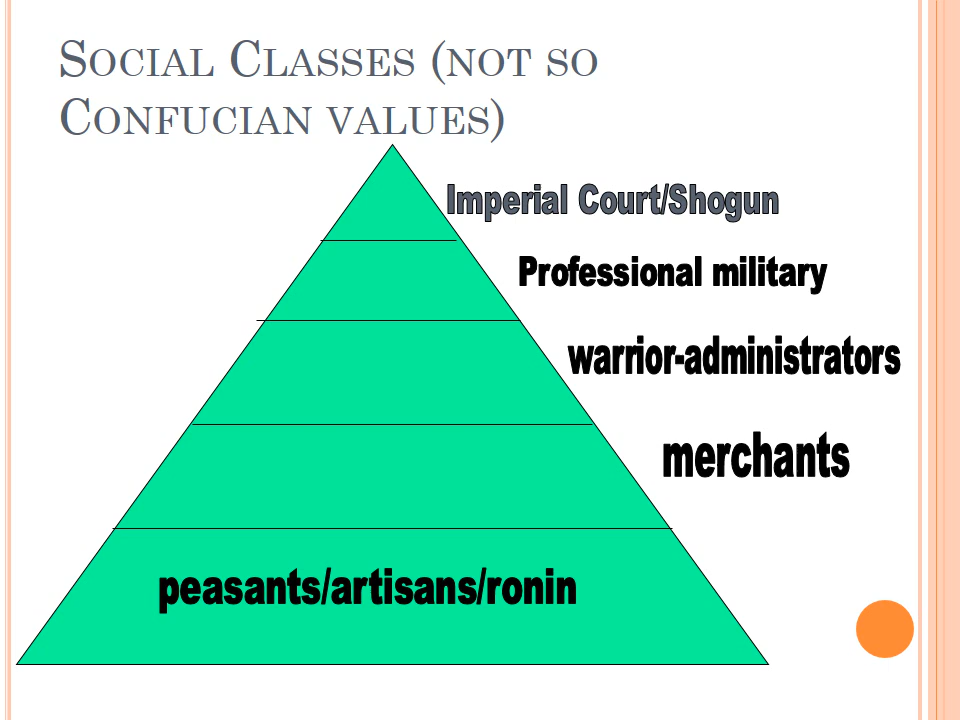 Social Classes (not so
Confucian values)
Imperial Court/Shogun
Professional military
warrior-administrators
merchants
peasants/artisans/ronin